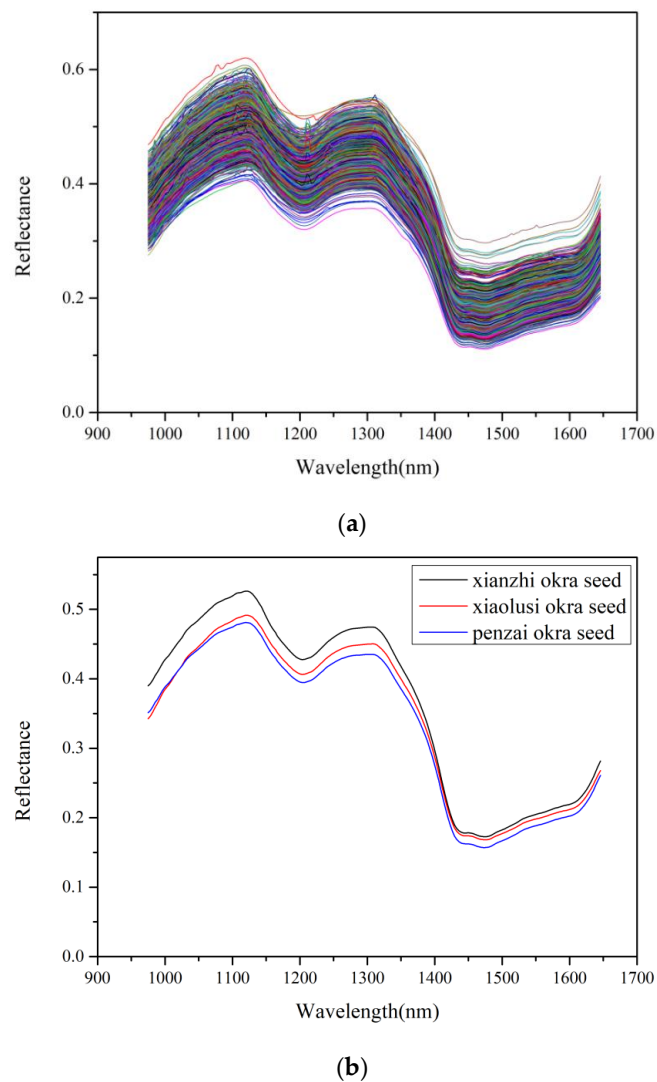 0.6
0.4
0.2
0.0
Reflectance
900 1000 1100 1200 1300 1400 1500 1600 1700
Wavelength(nm)
(a)
xianzhi okra seed
xiaolusi okra seed
penzai okra seed
0.5
0.4
0.3
0.2
0.1
0.0
Reflectance
900 1000 1100 1200 1300 1400 1500 1600 1700
Wavelength(nm)
(b)